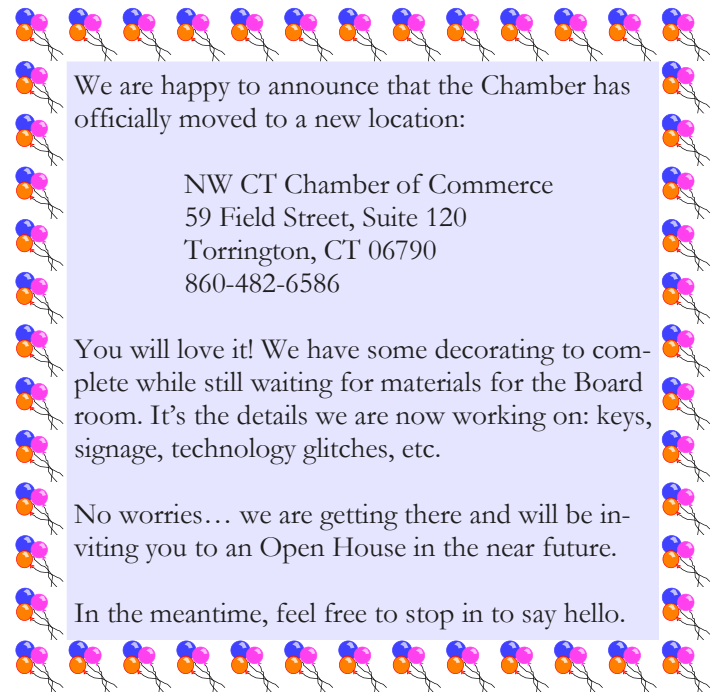 We are happy to announce that the Chamber has
officially moved to a new location:
NW CT Chamber of Commerce
59 Field Street, Suite 120
Torrington, CT 06790
860-482-6586
You will love it! We have some decorating to com-
plete while still waiting for materials for the Board
room. It’s the details we are now working on: keys,
signage, technology glitches, etc.
No worries… we are getting there and will be in-
viting you to an Open House in the near future.
In the meantime, feel free to stop in to say hello.